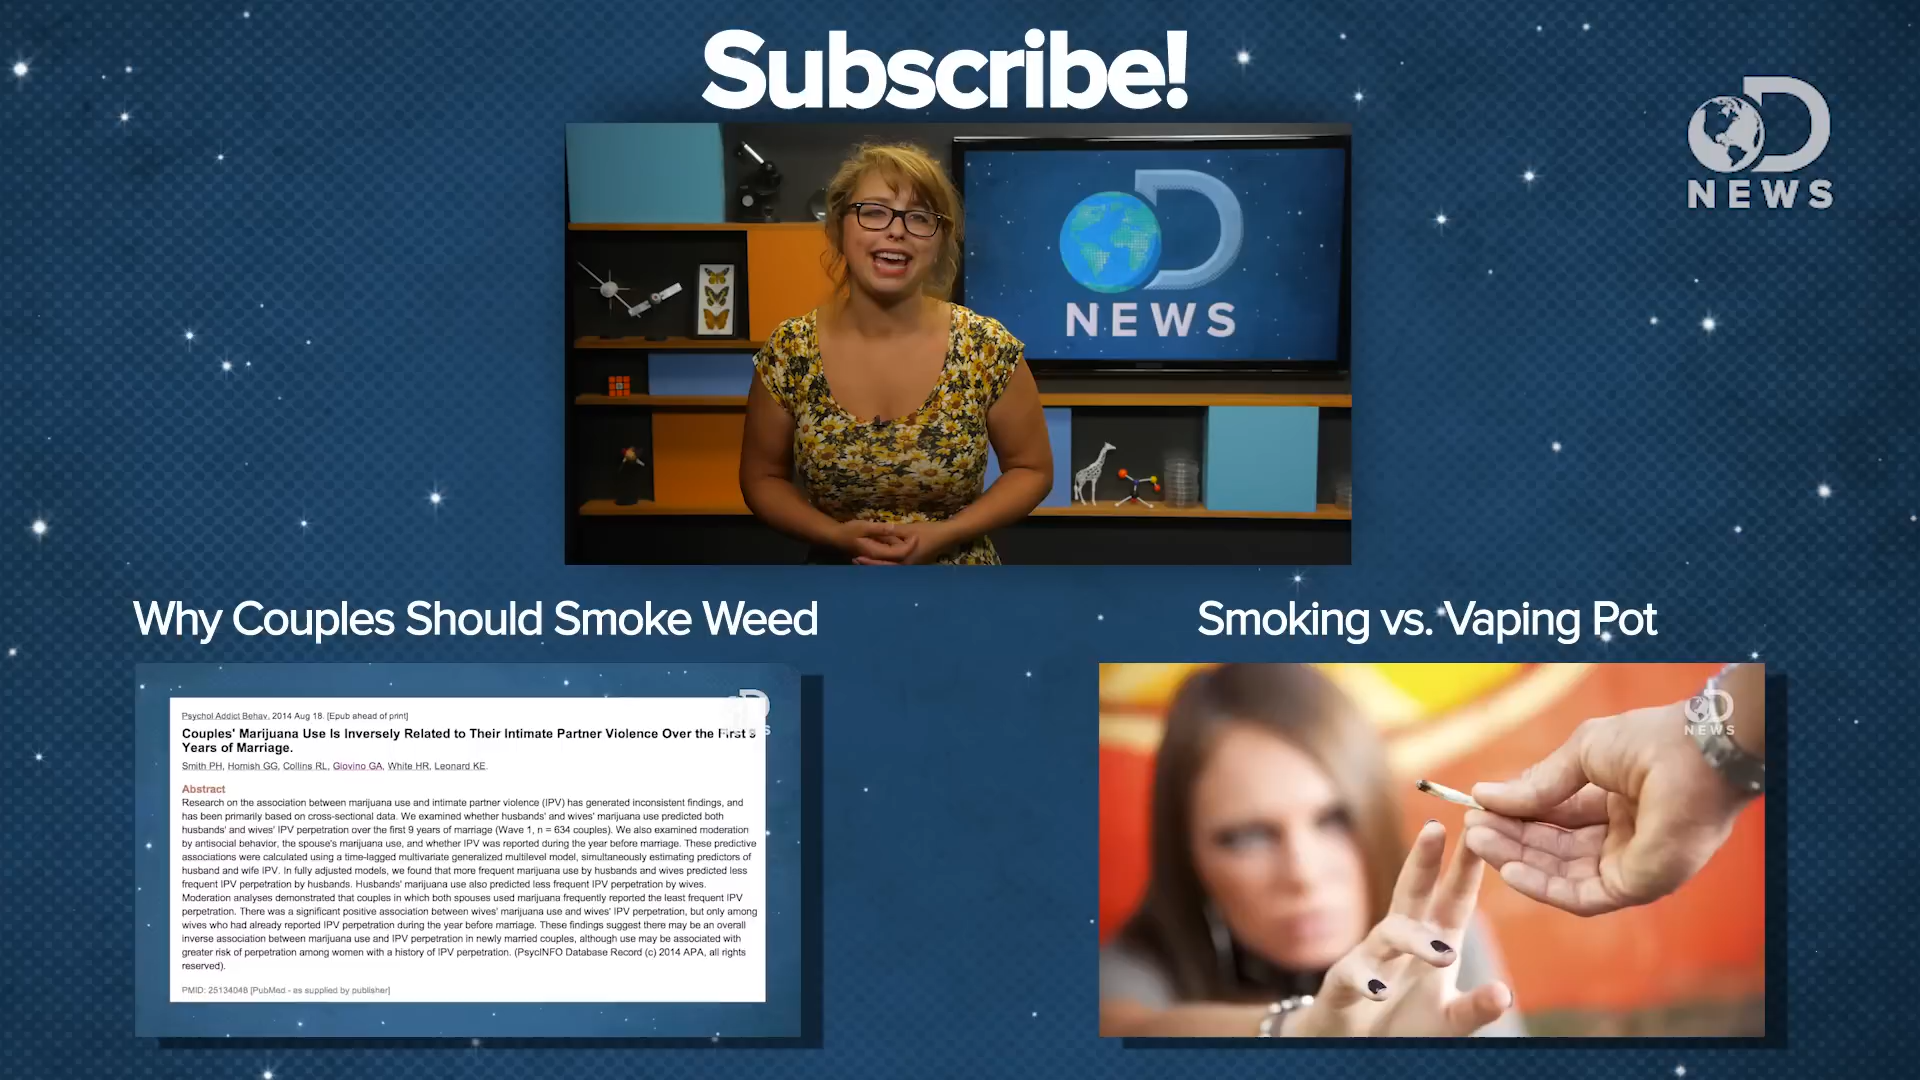 Subscribe!
NEWS
NEWS
Why Couples Should Smoke Weed
Smoking vs. Vaping Pot
Psychol Addict Behav. 2014 Aug 18. [Epub ahead of print]
Couples' Marijuana Use Is Inversely Related to Their Intimate Partner Violence Over the First 9
Years of Marriage.
Smith PH, Homish GG, Collins RL, Giovino GA, White HR, Leonard KE.
Abstract
Research on the association between marijuana use and intimate partner violence (IPV) has generated inconsistent findings, and
has been primarily based on cross-sectional data. We examined whether husbands' and wives' marijuana use predicted both
husbands' and wives' IPV perpetration over the first 9 years of marriage (Wave 1, n = 634 couples). We also examined moderation
by antisocial behavior, the spouse's marijuana use, and whether IPV was reported during the year before marriage. These predictive
associations were calculated using a time-lagged multivariate generalized multilevel model, simultaneously estimating predictors of
husband and wife IPV. In fully adjusted models, we found that more frequent marijuana use by husbands and wives predicted less
frequent IPV perpetration by husbands. Husbands' marijuana use also predicted less frequent IPV perpetration by wives.
Moderation analyses demonstrated that couples in which both spouses used marijuana frequently reported the least frequent IPV
perpetration. There was a significant positive association between wives' marijuana use and wives' IPV perpetration, but only among
wives who had already reported IPV perpetration during the year before marriage. These findings suggest there may be an overall
inverse association between marijuana use and IPV perpetration in newly married couples, although use may be associated with
greater risk of perpetration among women with a history of IPV perpetration. (PsycINFO Database Record (c) 2014 APA, all rights
reserved).
PMID: 25134048 [PubMed - as supplied by publisher]
NEWS